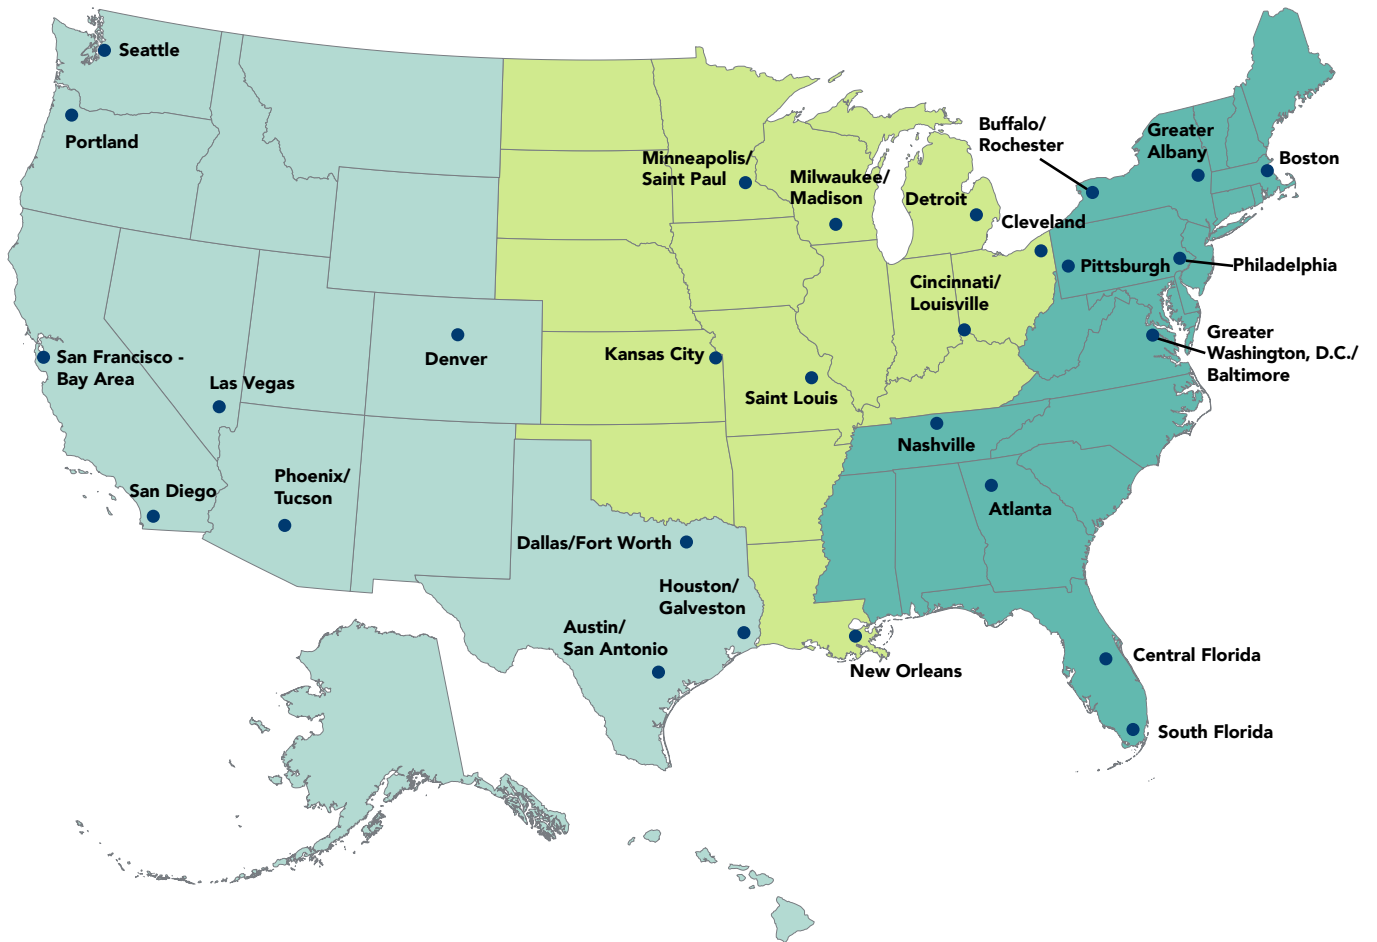 Seattle
Portland
San Francisco -
Bay Area
Las Vegas
San Diego
Phoenix/
Tucson
Denver
Dallas/Fort Worth
Houston/
Galveston
Austin/
San Antonio
Minneapolis/
Saint Paul
Milwaukee/
Madison
Detroit
Cleveland
Cincinnati/
Louisville
Kansas City
Saint Louis
New Orleans
Buffalo/
Rochester
Greater
Albany
Boston
Pittsburgh
Philadelphia
Greater
Washington, D.C./
Baltimore
Nashville
Atlanta
Central Florida
South Florida